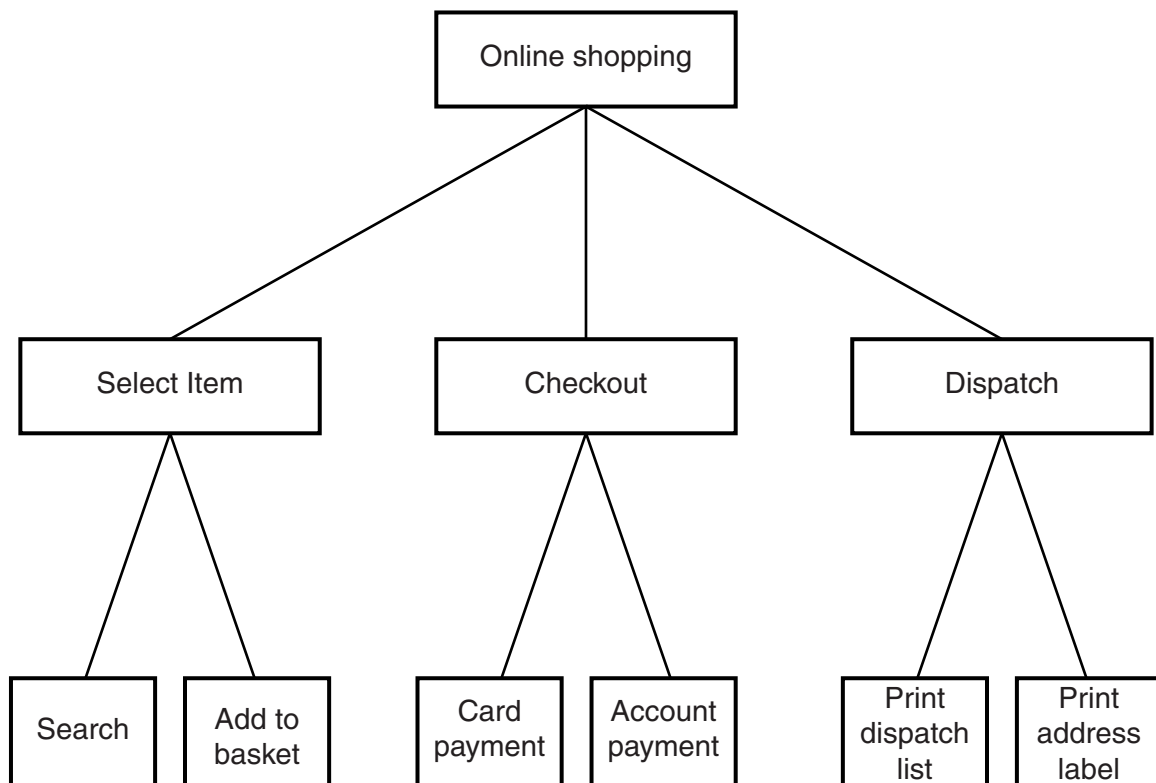 Online shopping
Select Item
Checkout
Dispatch
Search
Add to
basket
Card
payment
Account
payment
Print
dispatch
list
Print
address
label